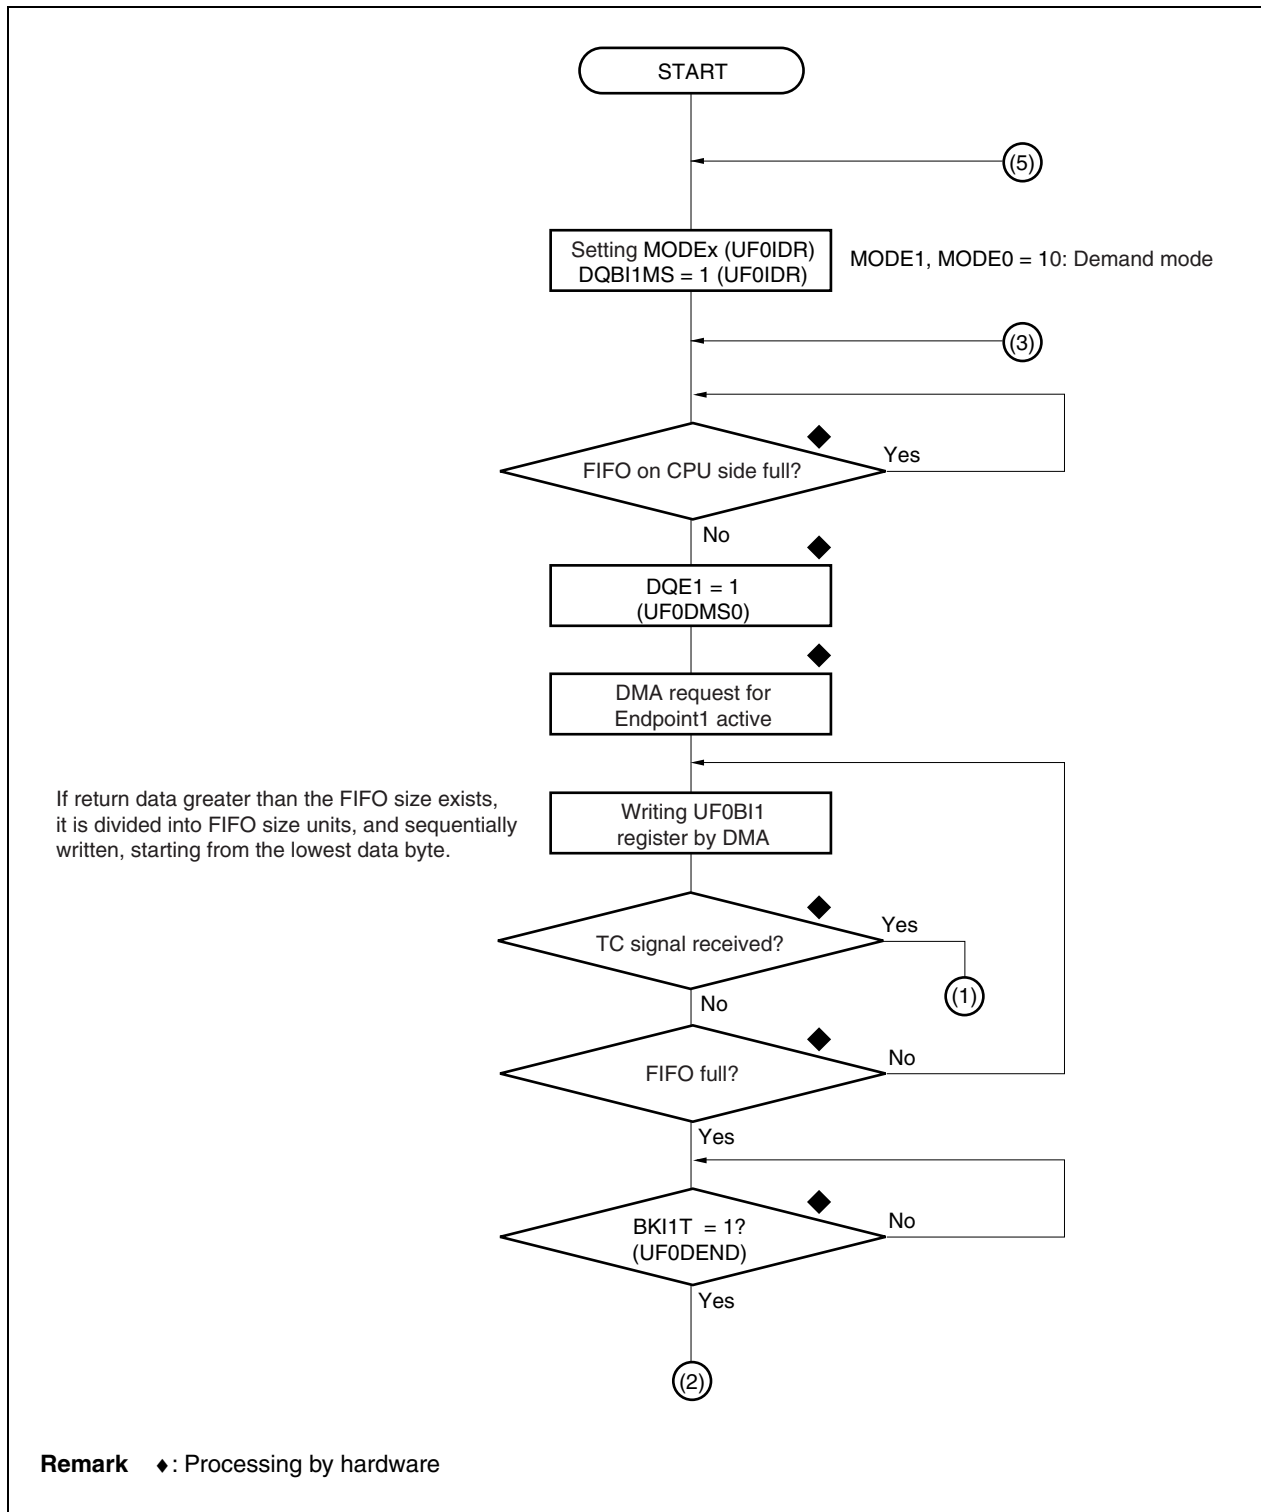 START
(5)
Setting MODEx (UF0IDR)
DQBI1MS = 1 (UF0IDR)
MODE1, MODE0 = 10: Demand mode
(3)
FIFO on CPU side full?
Yes
No
DQE1 = 1
(UF0DMS0)
DMA request for
Endpoint1 active
If return data greater than the FIFO size exists,
it is divided into FIFO size units, and sequentially
written, starting from the lowest data byte.
Writing UF0BI1
register by DMA
TC signal received?
Yes
(1)
No
FIFO full?
No
Yes
BKI1T = 1?
(UF0DEND)
No
Yes
(2)
Remark ♦: Processing by hardware